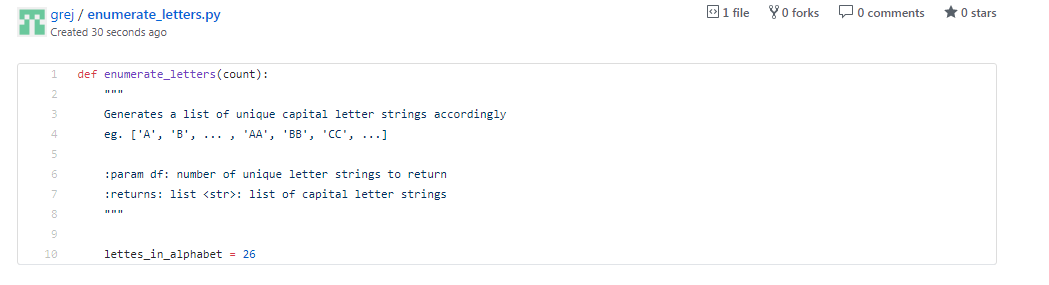 grej / enumerate_letters.py
1 file 0 forks 0 comments 0 stars
Created 30 seconds ago
1 def enumerate_letters(count):
2 """
3 Generates a list of unique capital letter strings accordingly
4 eg. ['A', 'B', ... , 'AA', 'BB', 'CC', ...]
5
6 :param df: number of unique letter strings to return
7 :returns: list <str>: list of capital letter strings
8 """
9
10 lettes_in_alphabet = 26